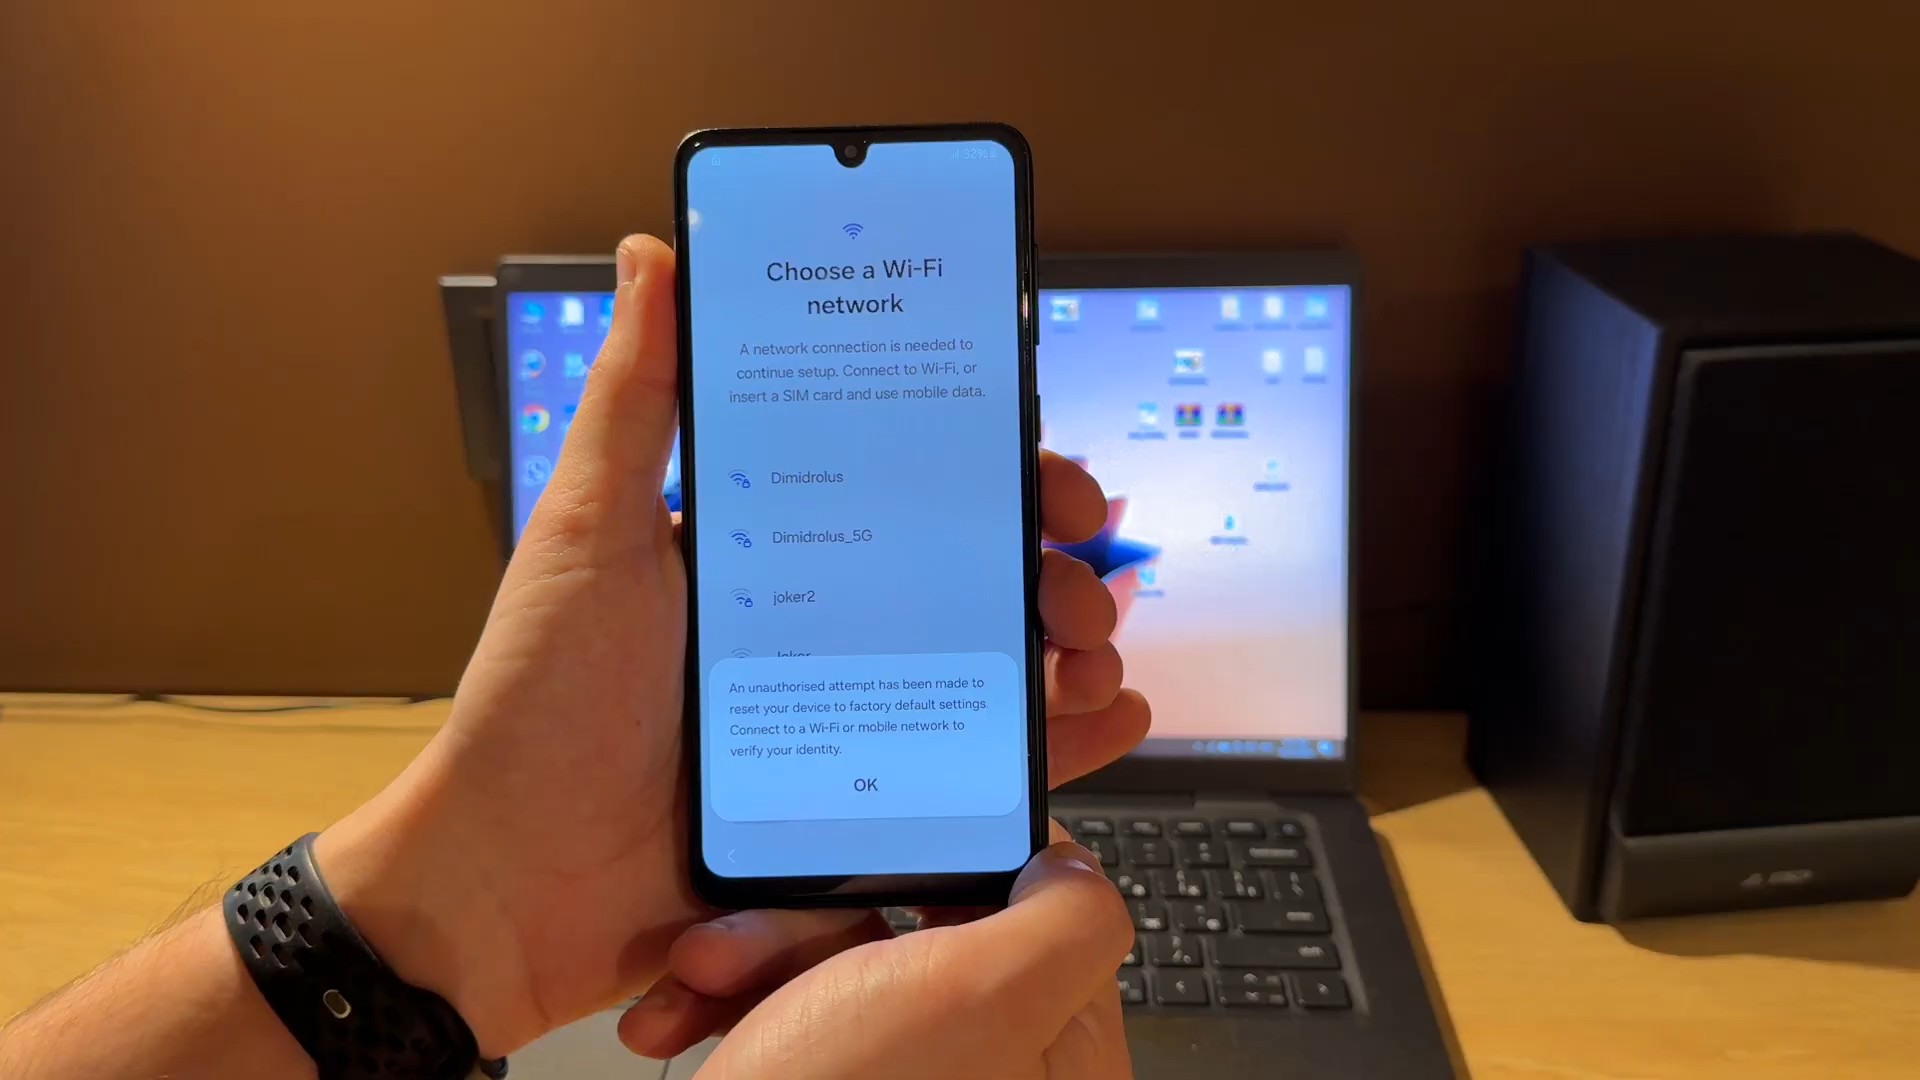 32%
Choose a Wi-Fi
network
A network connection is needed to
continue setup. Connect to Wi-Fi, or
insert a SIM card and use mobile data.
Dimidrolus
Dimidrolus_5G
joker2
Joker
An unauthorised attempt has been made to
reset your device to factory default settings.
Connect to a Wi-Fi or mobile network to
verify your identity.
OK